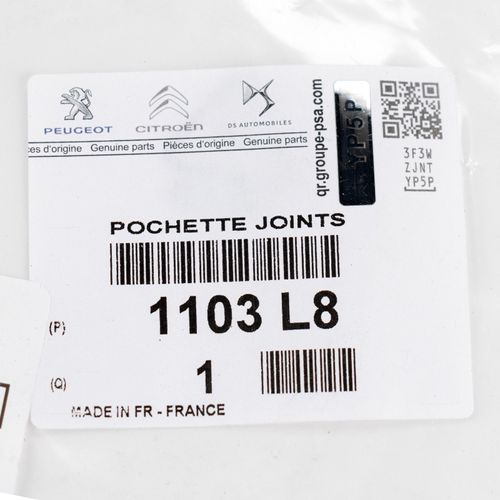 PEUGEOT
CITROËN
DS AUTOMOBILES
Pièces d'origine Genuine parts Pièces d'origine Genuine parts
qr.groupe-psa.com
YP5P
3F3W
ZJNT
YP5P
POCHETTE JOINTS
(P) 1103 L8
(Q) 1
MADE IN FR - FRANCE